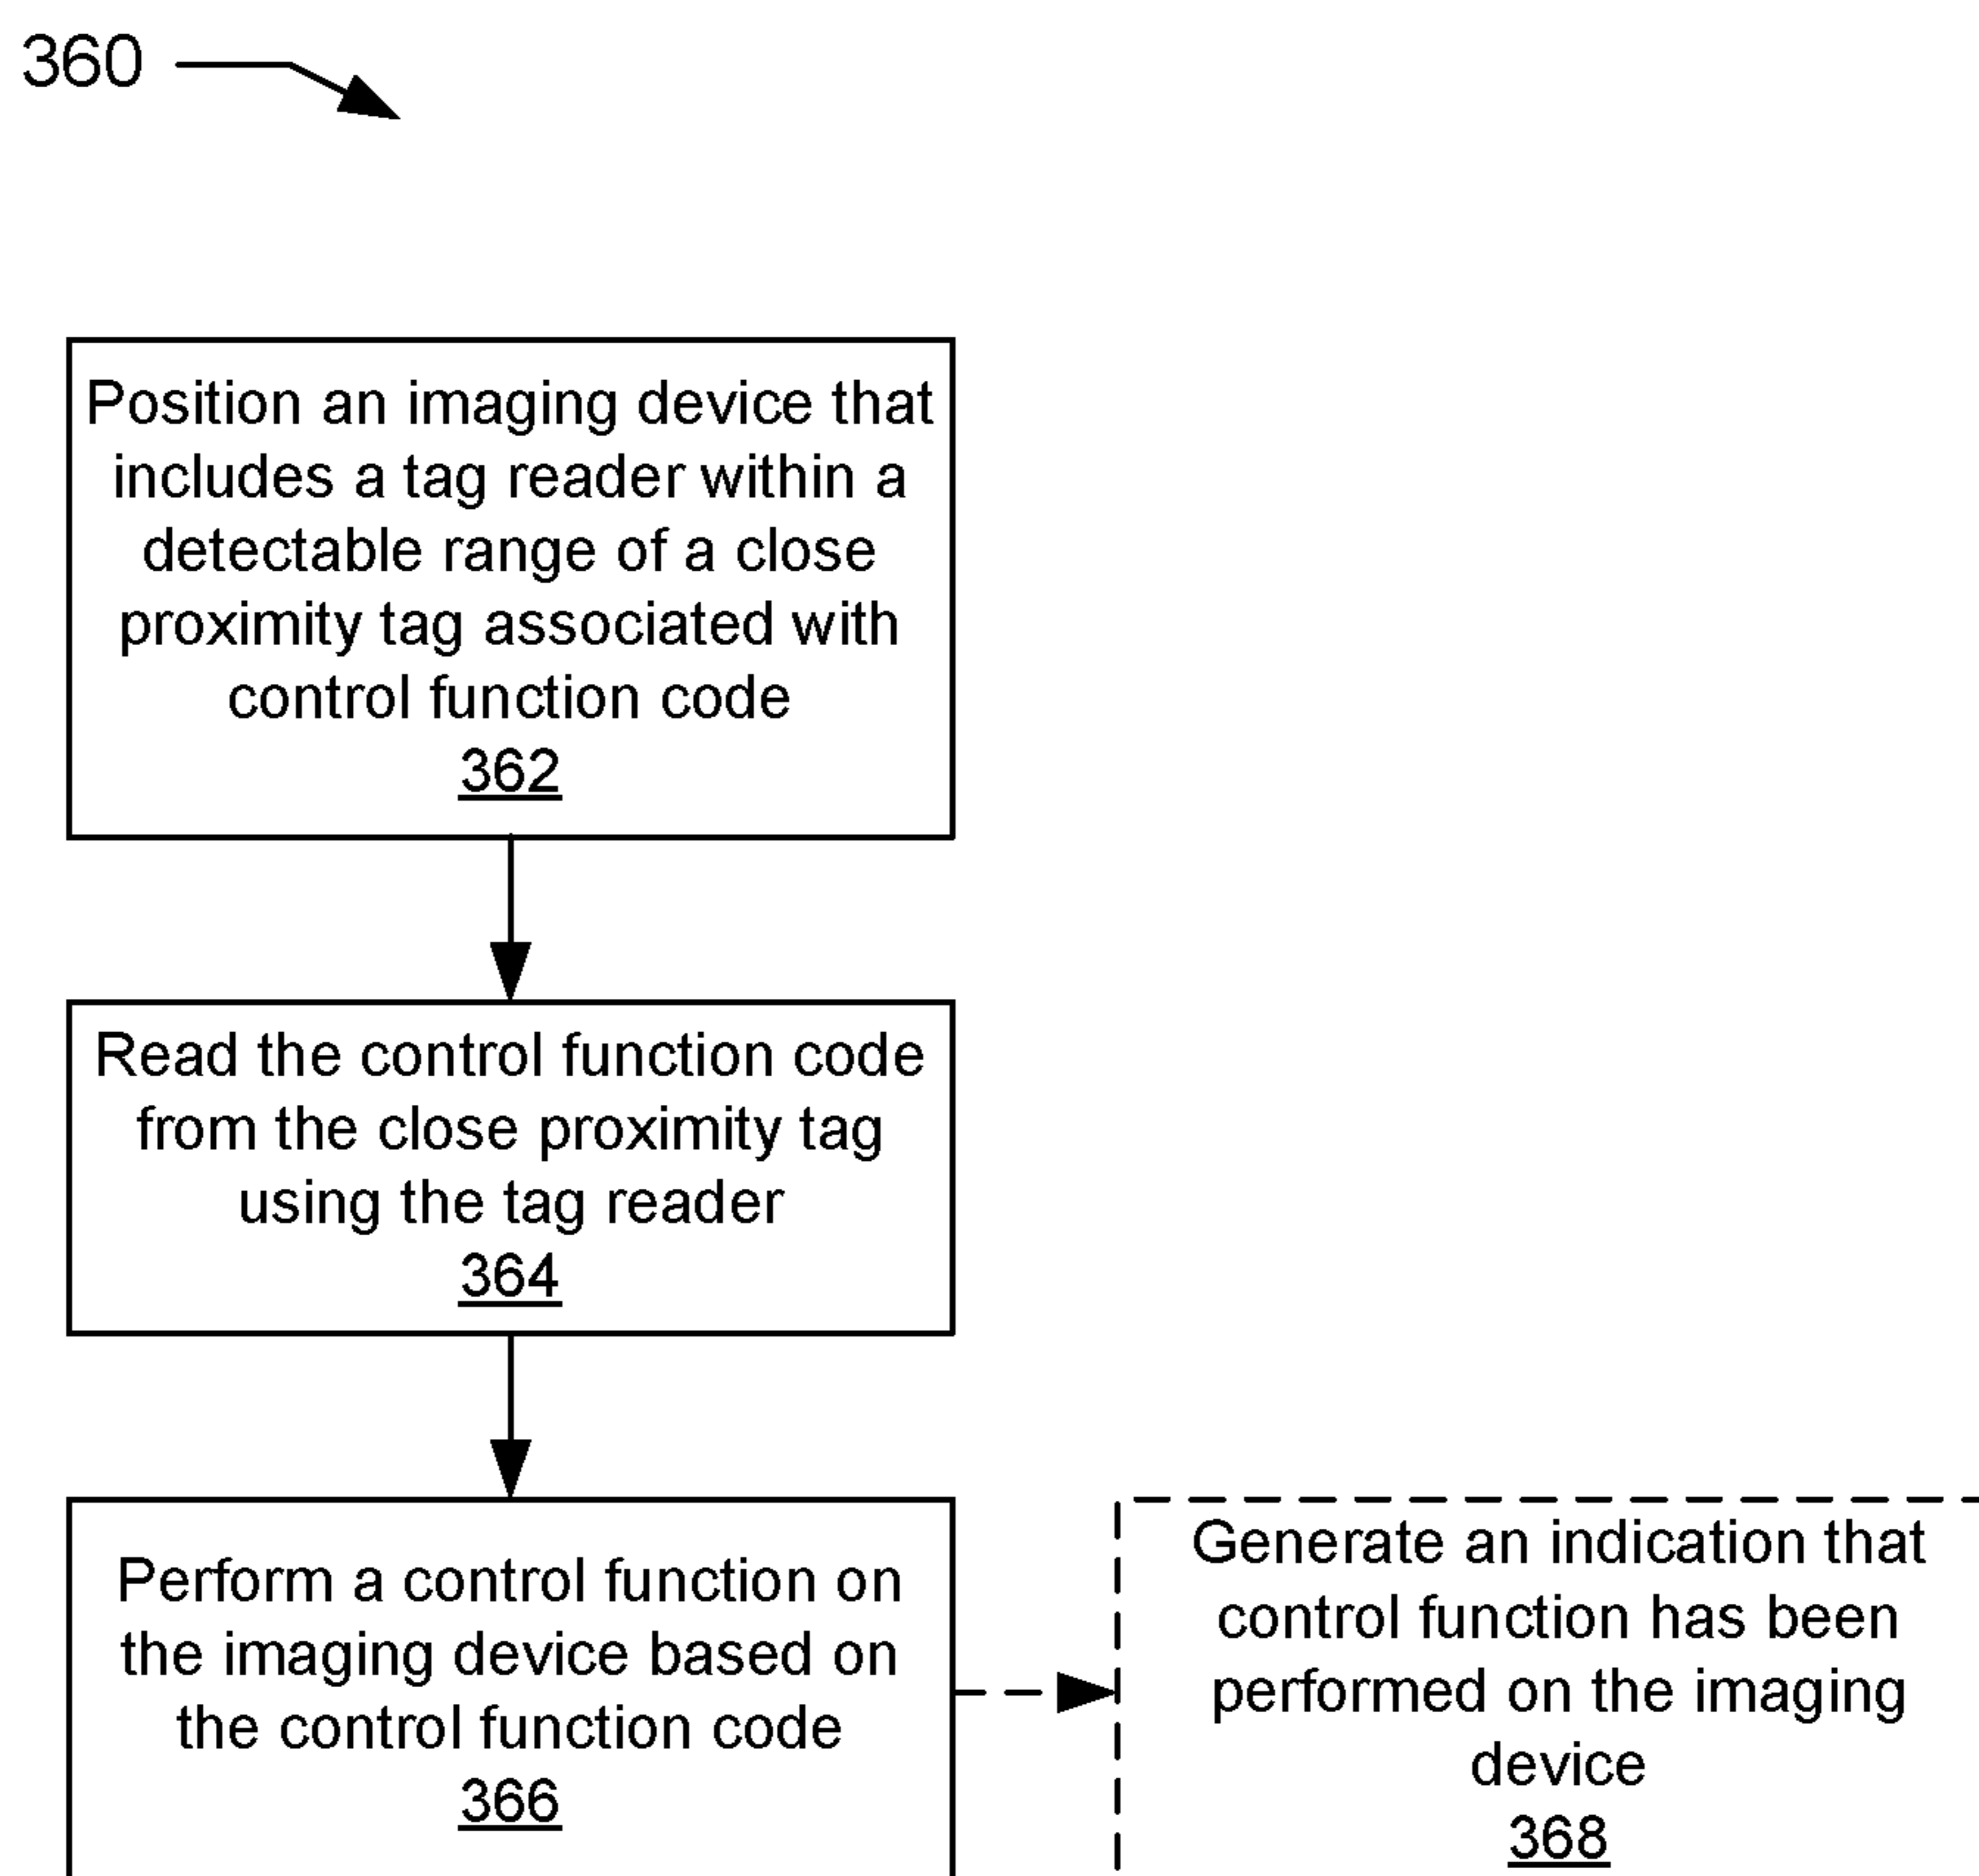 360
Position an imaging device that
includes a tag reader within a
detectable range of a close
proximity tag associated with
control function code
362
Read the control function code
from the close proximity tag
using the tag reader
364
Perform a control function on
the imaging device based on
the control function code
366
Generate an indication that
control function has been
performed on the imaging
device
368